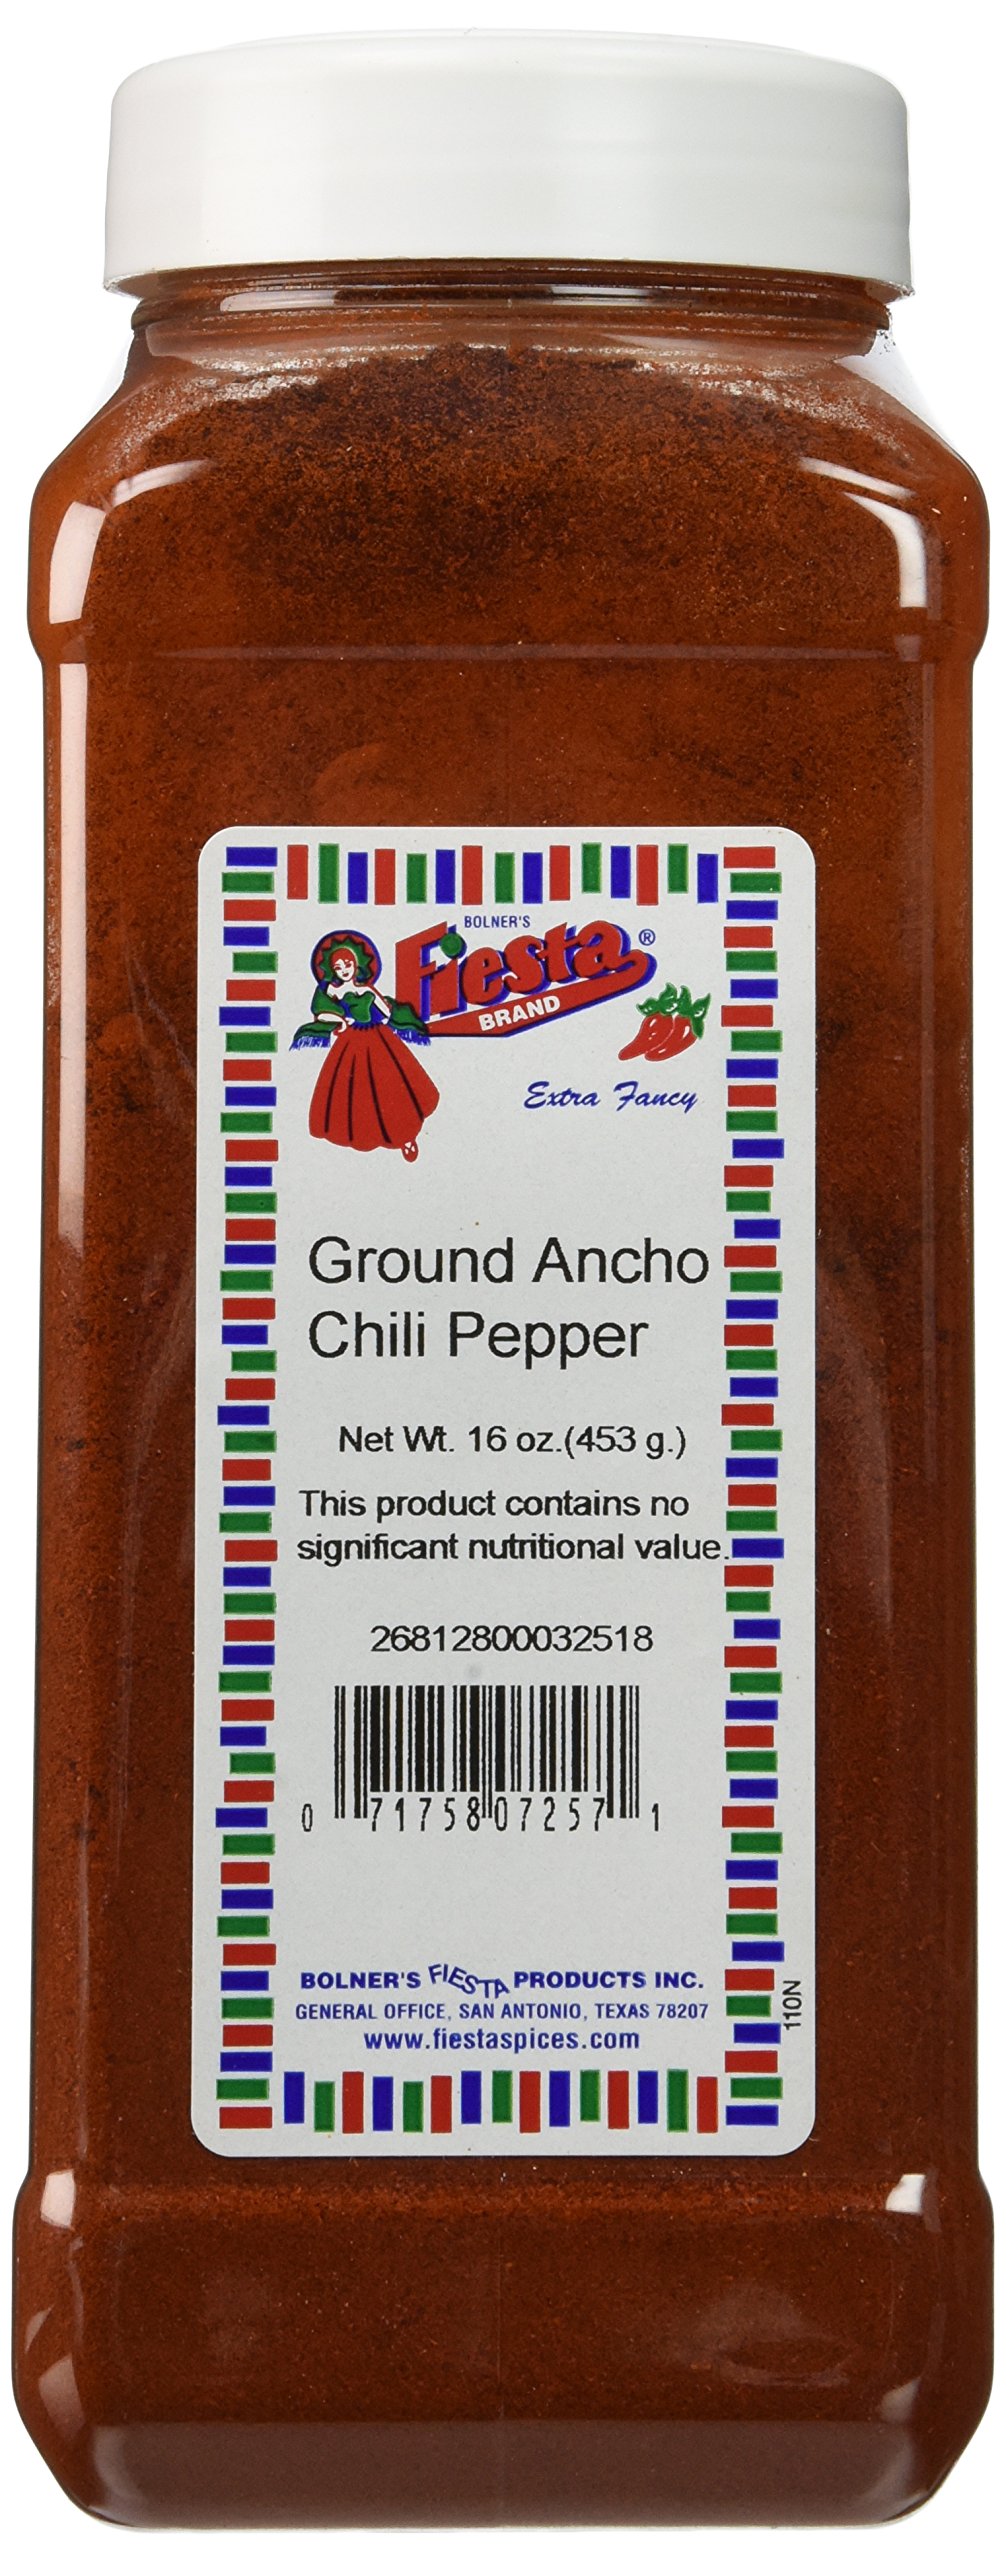 BOLNER'S
Fiesta®
BRAND
Extra Fancy
Ground Ancho
Chili Pepper
Net Wt. 16 oz.(453 g.)
This product contains no
significant nutritional value.
26812800032518
0 71758 07257 1
BOLNER'S FIESTA PRODUCTS INC.
GENERAL OFFICE, SAN ANTONIO, TEXAS 78207
www.fiestaspices.com
110N